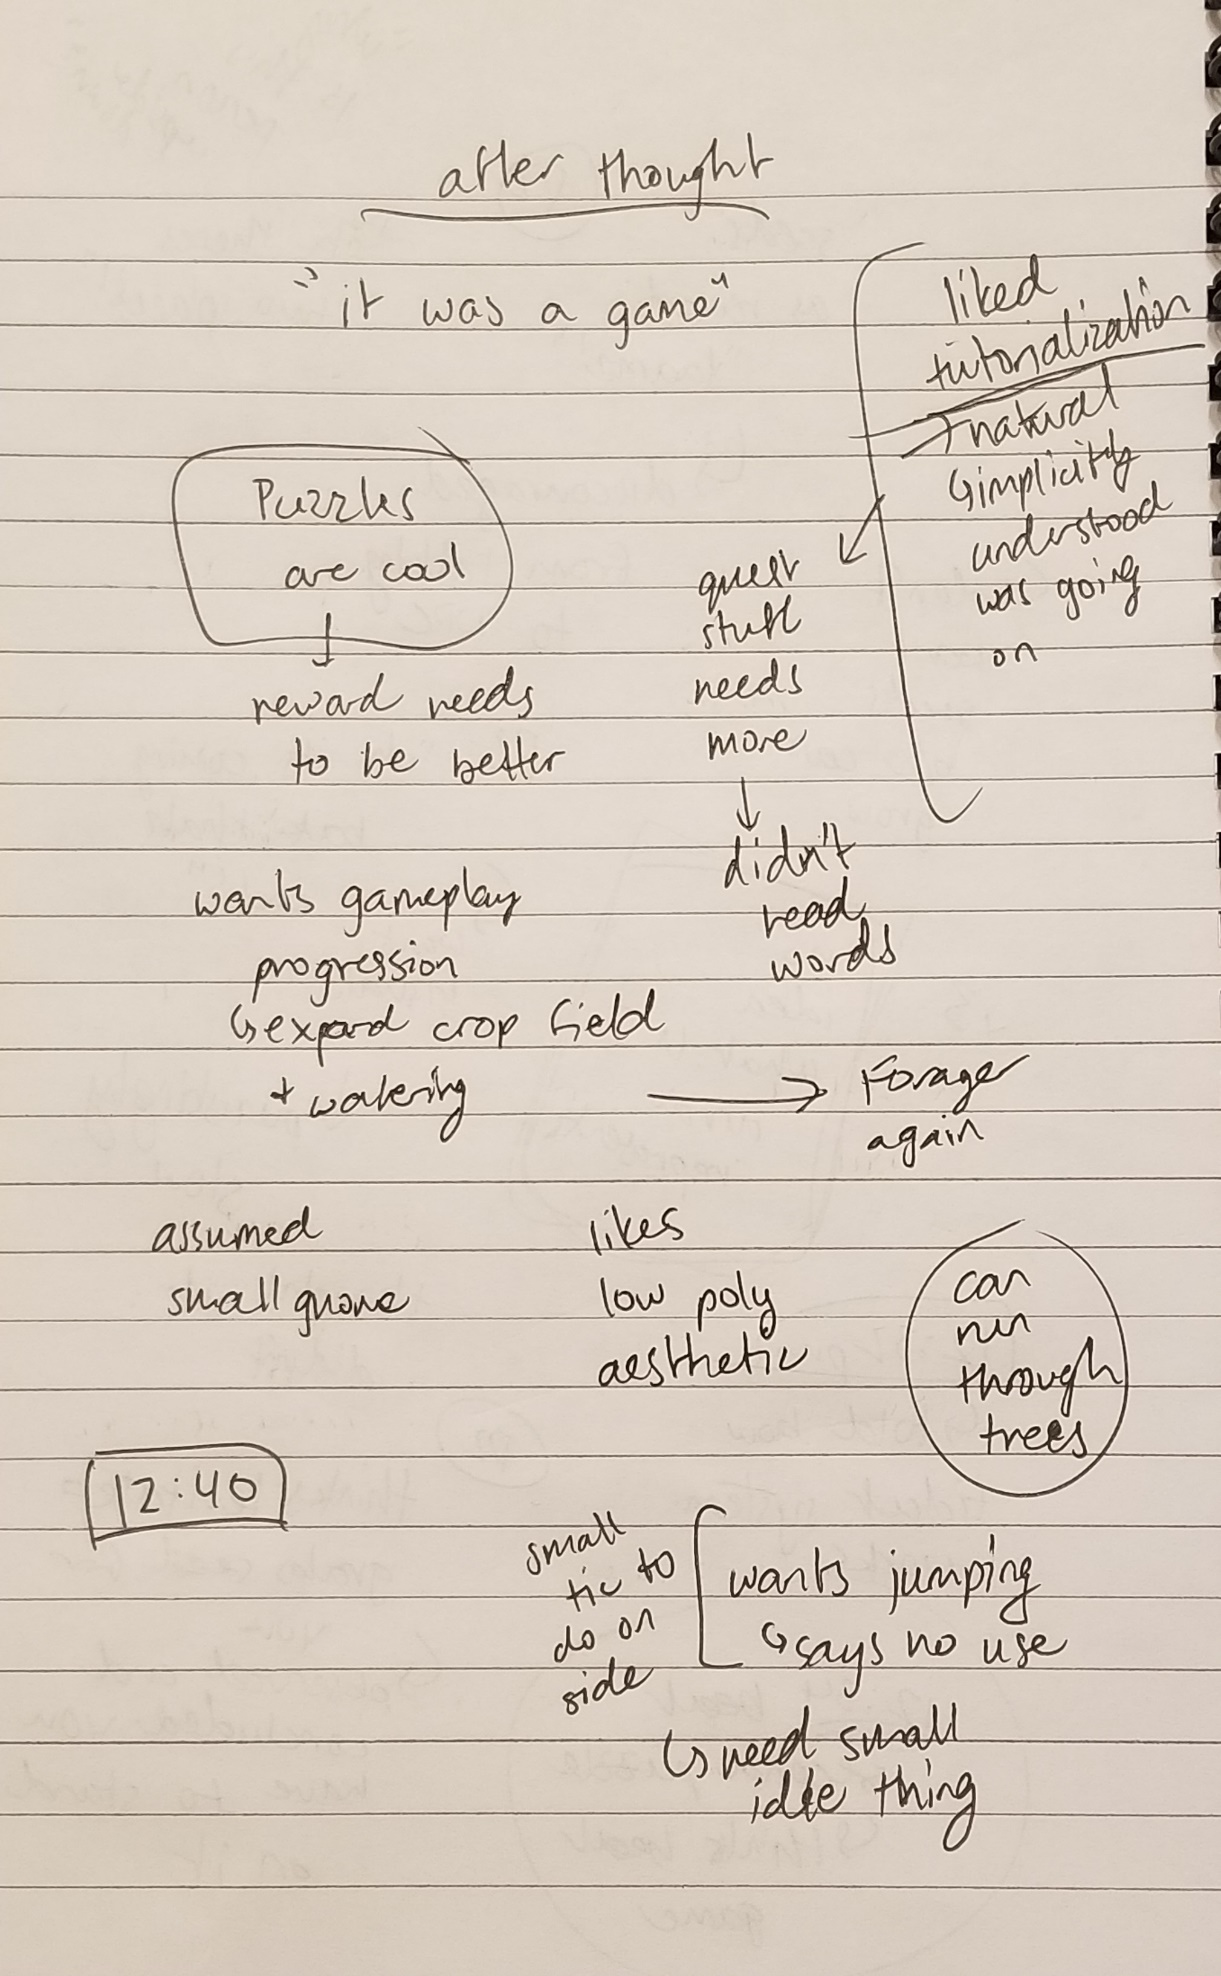 after thought
"it was a game"
liked
tutorialization
natural
simplicity
understood
was going
on
Puzzles
are cool
reward needs
to be better
quest
stuff
needs
more
didn't
read
words
wants gameplay
progression
expand crop field
+ watering
Forager
again
assumed
small gnome
likes
low poly
aesthetic
can
run
through
trees
12:40
small
tic to
do on
side
wants jumping
says no use
need small
idle thing